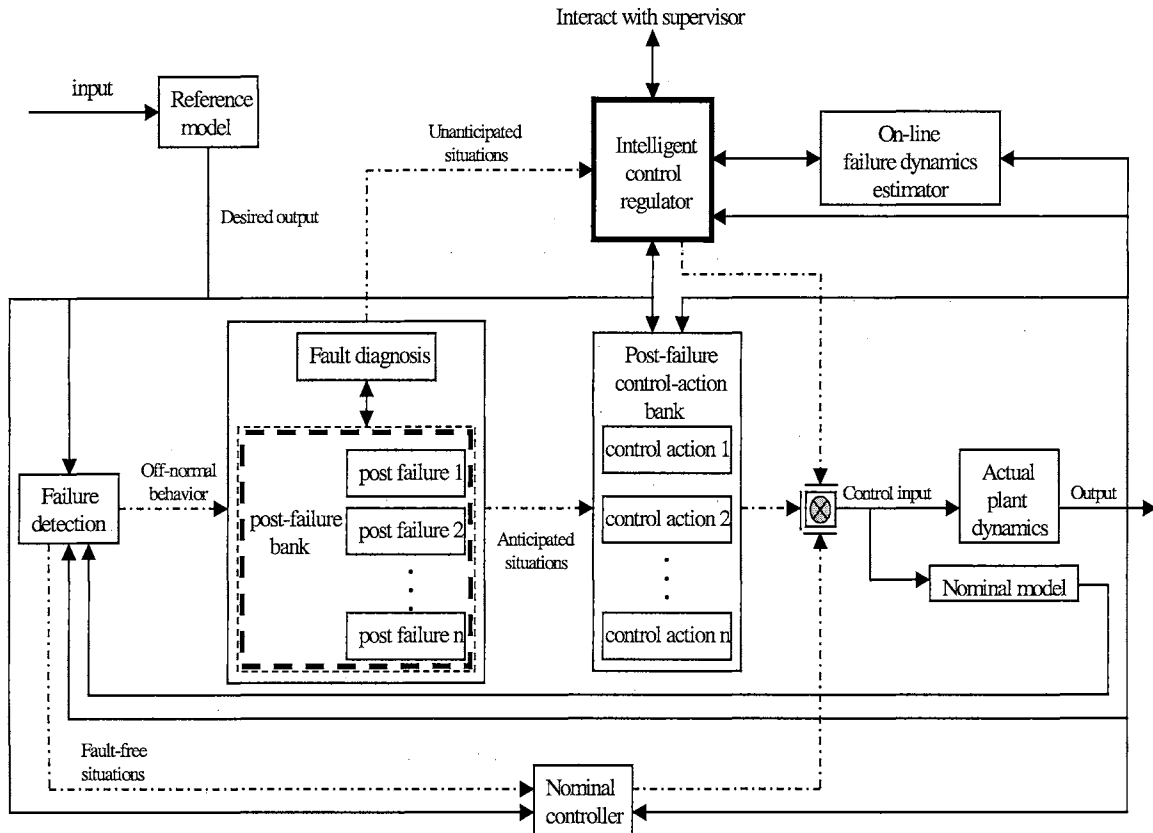 Interact with supervisor
input
Reference
model
Unanticipated
situations
Intelligent
control
regulator
On-line
failure dynamics
estimator
Desired output
Fault diagnosis
Post-failure
control-action
bank
Failure
detection
Off-normal
behavior
post-failure
bank
post failure 1
post failure 2
post failure n
Anticipated
situations
control action 1
control action 2
control action n
Control input
Actual
plant
dynamics
Output
Nominal model
Fault-free
situations
Nominal
controller